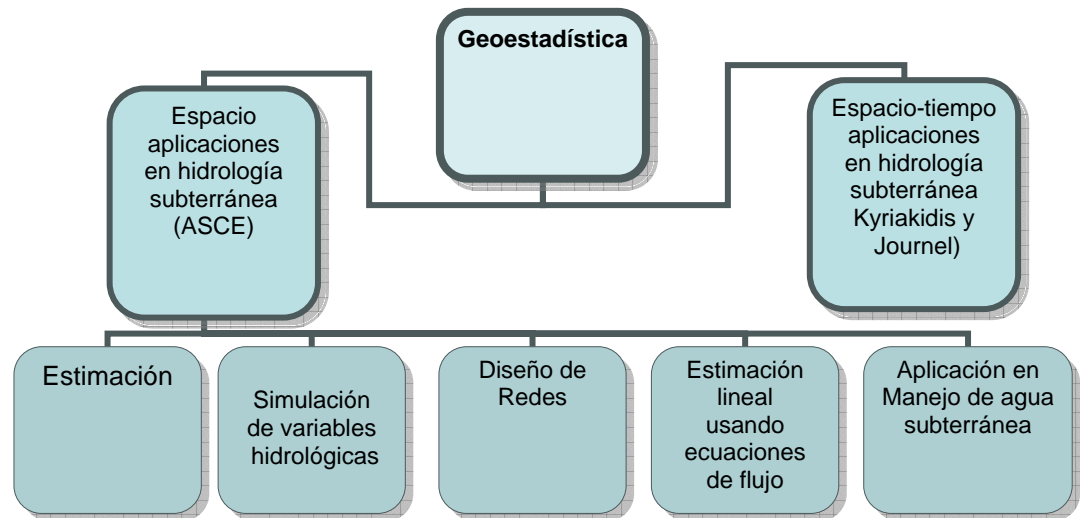 Geoestadística
Espacio
aplicaciones
en hidrología
subterránea
(ASCE)
Espacio-tiempo
aplicaciones
en hidrología
subterránea
Kyriakidis y
Journel)
Estimación
Simulación
de variables
hidrológicas
Diseño de
Redes
Estimación
lineal
usando
ecuaciones
de flujo
Aplicación en
Manejo de agua
subterránea